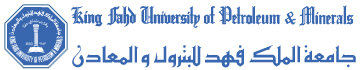 King Fahd University of Petroleum & Minerals
جامعة الملك فهد للبترول و المعادن